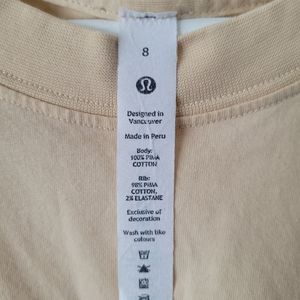 8
Designed in
Vancouver
Made in Peru
Body:
100% PIMA
COTTON
Rib:
98% PIMA
COTTON,
2% ELASTANE
Exclusive of
decoration
Wash with like
colours